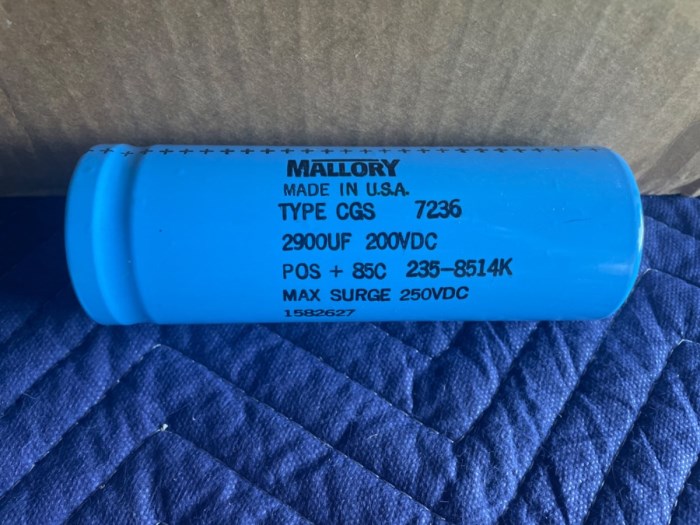 MALLORY
MADE IN U.S.A.
TYPE CGS 7236
2900UF 200VDC
POS + 85C 235-8514K
MAX SURGE 250VDC
1582627